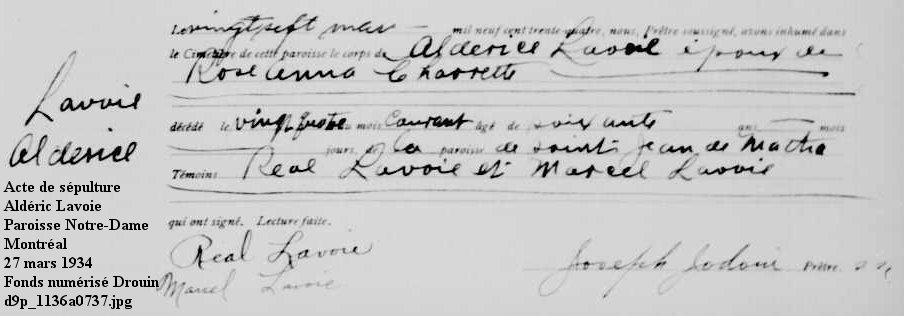 Le vingt sept mars — mil neuf cent trente quatre, nous, Prêtre soussigné, avons inhumé dans
le Cimetière de cette paroisse le corps de Alderice Lavoie époux de
Rose Anna Charrette
Lavoie
Alderice
décédé le du mois Courant âgé de soixante ans — mois
jours, de la paroisse de Saint Jean de Matha
Témoins Real Lavoie et Marcel Lavoie
qui ont signé. Lecture faite.
Real Lavoie
Marcel Lavoie
Joseph Jodoin Prêtre.
Acte de sépulture
Aldéric Lavoie
Paroisse Notre-Dame
Montréal
27 mars 1934
Fonds numérisé Drouin
d9p_1136a0737.jpg